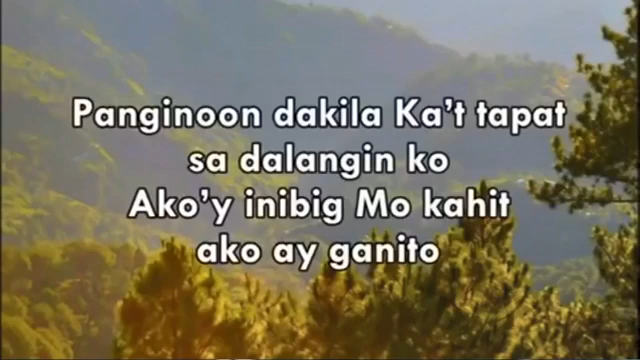 Panginoon dakila Ka't tapat
sa dalangin ko
Ako'y inibig Mo kahit
ako ay ganito